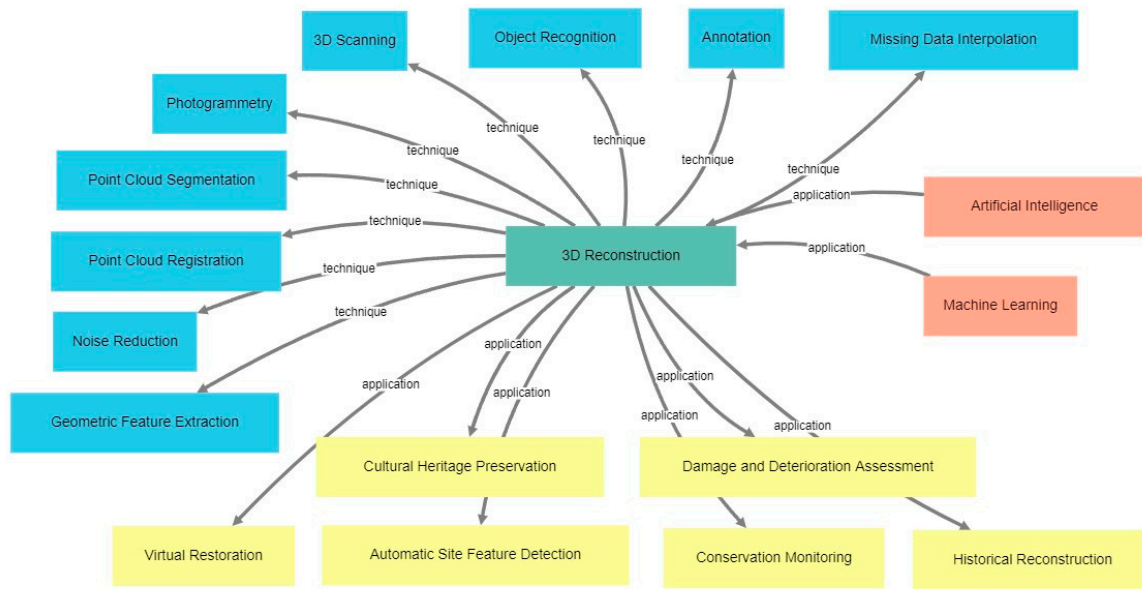 3D Scanning
Object Recognition
Annotation
Missing Data Interpolation
Photogrammetry
technique
technique
technique
technique
technique
Point Cloud Segmentation
technique
application
Artificial Intelligence
technique
Point Cloud Registration
3D Reconstruction
application
technique
Machine Learning
technique
Noise Reduction
application
application
application
application
application
application
Geometric Feature Extraction
Cultural Heritage Preservation
Damage and Deterioration Assessment
Virtual Restoration
Automatic Site Feature Detection
Conservation Monitoring
Historical Reconstruction